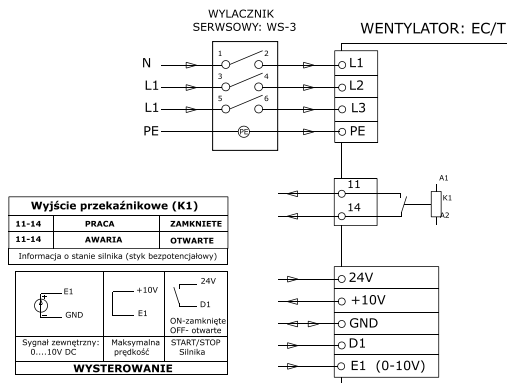 WYLACZNIK
SERWSOWY: WS-3
WENTYLATOR: EC/T
N
1
2
L1
L1
3
4
L2
L1
5
6
L3
PE
PE
PE
11
14
A1
K1
A2
Wyjście przekaźnikowe (K1)
11-14 PRACA ZAMKNIETE
11-14 AWARIA OTWARTE
Informacja o stanie silnika (styk bezpotencjałowy)
E1
GND
+10V
E1
24V
D1
ON-zamknięte
OFF- otwarte
Sygnał zewnętrzny:
0....10V DC
Maksymalna
prędkość
START/STOP
Silnika
WYSTEROWANIE
24V
+10V
GND
D1
E1 (0-10V)